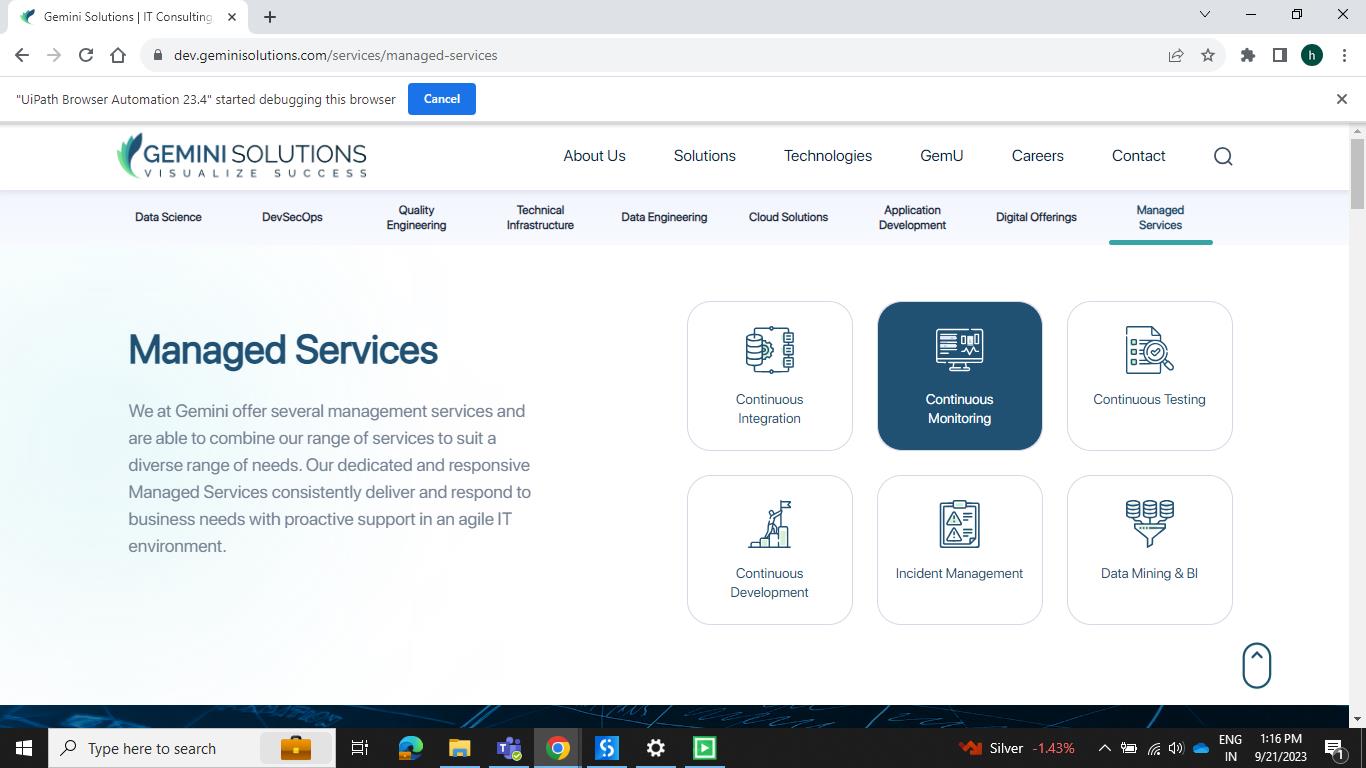 Gemini Solutions | IT Consulting
dev.geminisolutions.com/services/managed-services
h
"UiPath Browser Automation 23.4" started debugging this browser
Cancel
GEMINI SOLUTIONS
VISUALIZE SUCCESS
About Us
Solutions
Technologies
GemU
Careers
Contact
Data Science
DevSecOps
Quality
Engineering
Technical
Infrastructure
Data Engineering
Cloud Solutions
Application
Development
Digital Offerings
Managed
Services
Managed Services
We at Gemini offer several management services and
are able to combine our range of services to suit a
diverse range of needs. Our dedicated and responsive
Managed Services consistently deliver and respond to
business needs with proactive support in an agile IT
environment.
Continuous
Integration
Continuous
Monitoring
Continuous Testing
Continuous
Development
Incident Management
Data Mining & BI
Type here to search
Silver -1.43%
ENG
IN
1:16 PM
9/21/2023
1